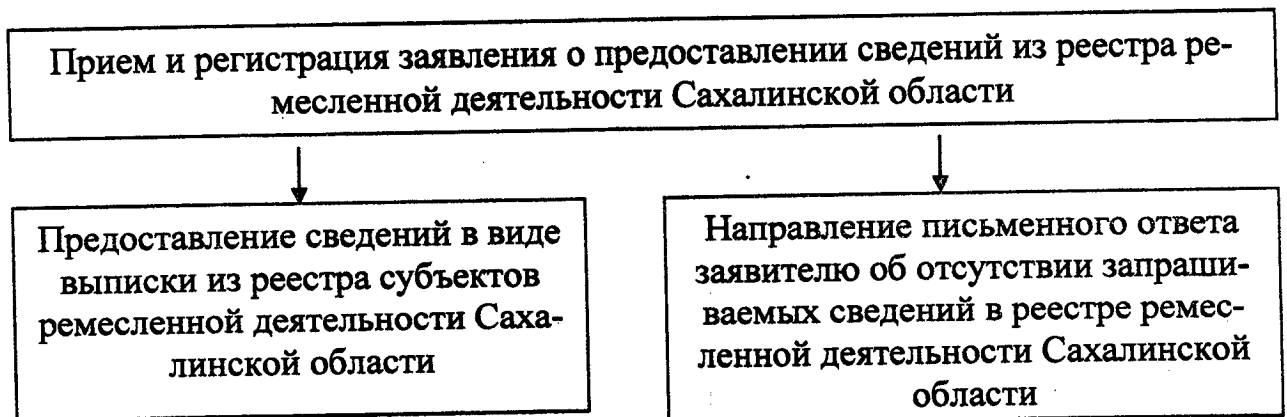 Прием и регистрация заявления о предоставлении сведений из реестра ре-
месленной деятельности Сахалинской области
Предоставление сведений в виде
выписки из реестра субъектов
ремесленной деятельности Саха-
линской области
Направление письменного ответа
заявителю об отсутствии запраши-
ваемых сведений в реестре ремес-
ленной деятельности Сахалинской
области